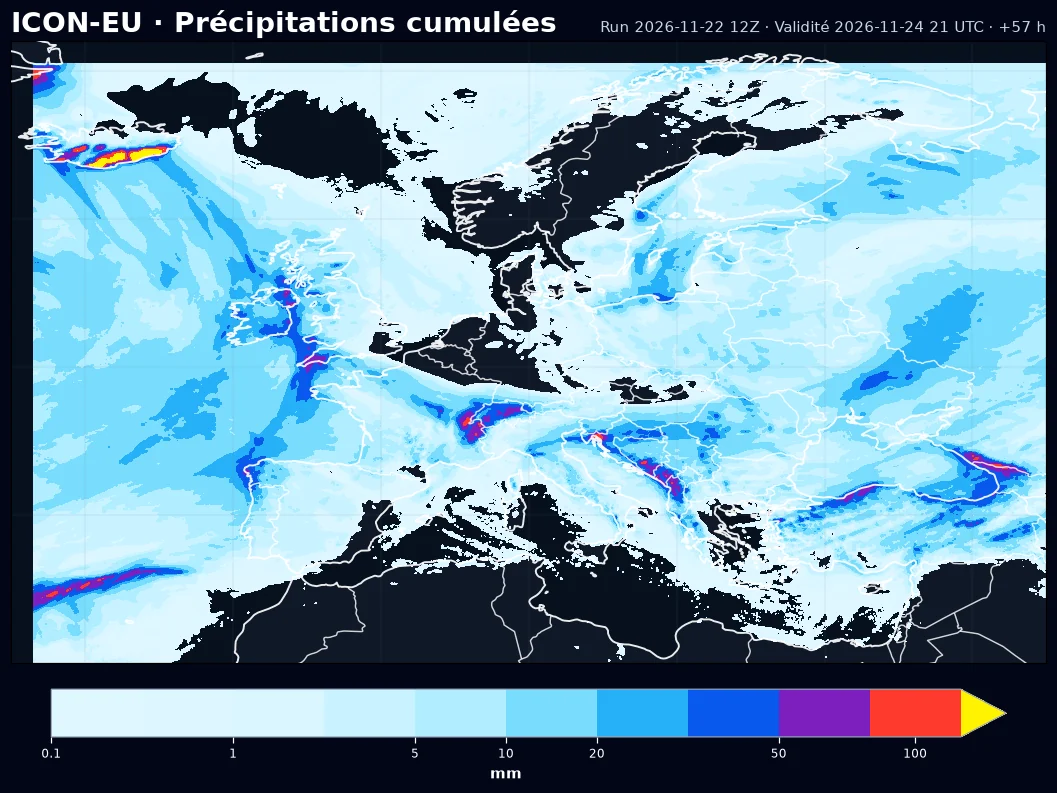 ICON-EU · Précipitations cumulées
Run 2026-11-22 12Z · Validité 2026-11-24 21 UTC · +57 h
0.1 1 5 10 20 50 100
mm